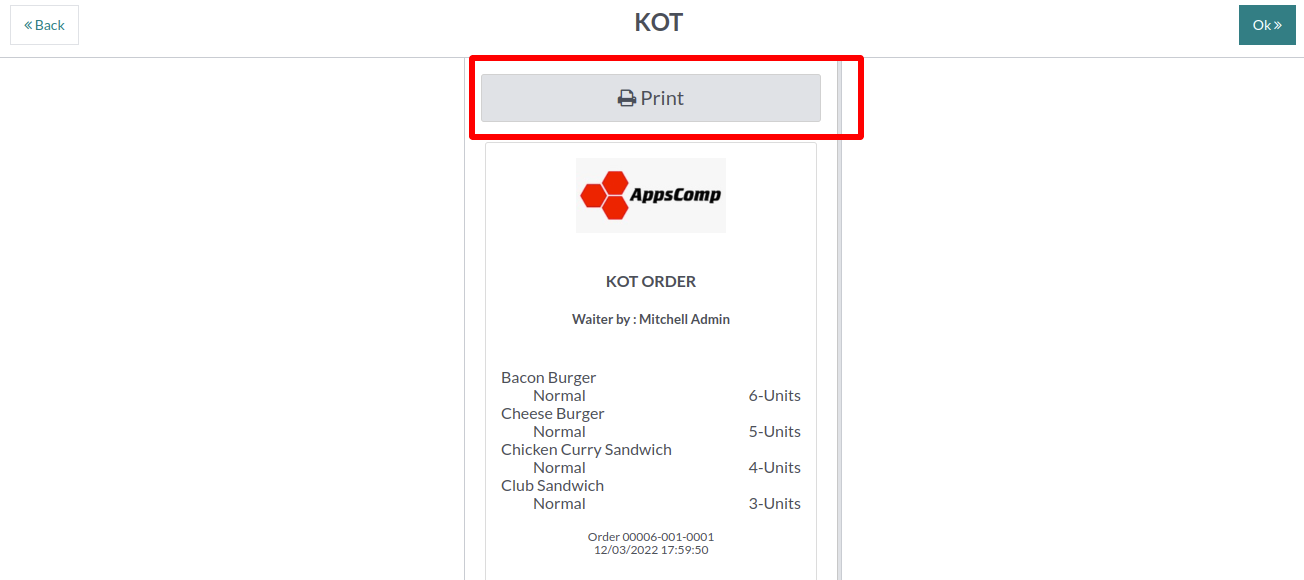 « Back
KOT
Ok »
Print
AppsComp
KOT ORDER
Waiter by : Mitchell Admin
Bacon Burger
Normal 6-Units
Cheese Burger
Normal 5-Units
Chicken Curry Sandwich
Normal 4-Units
Club Sandwich
Normal 3-Units
Order 00006-001-0001
12/03/2022 17:59:50